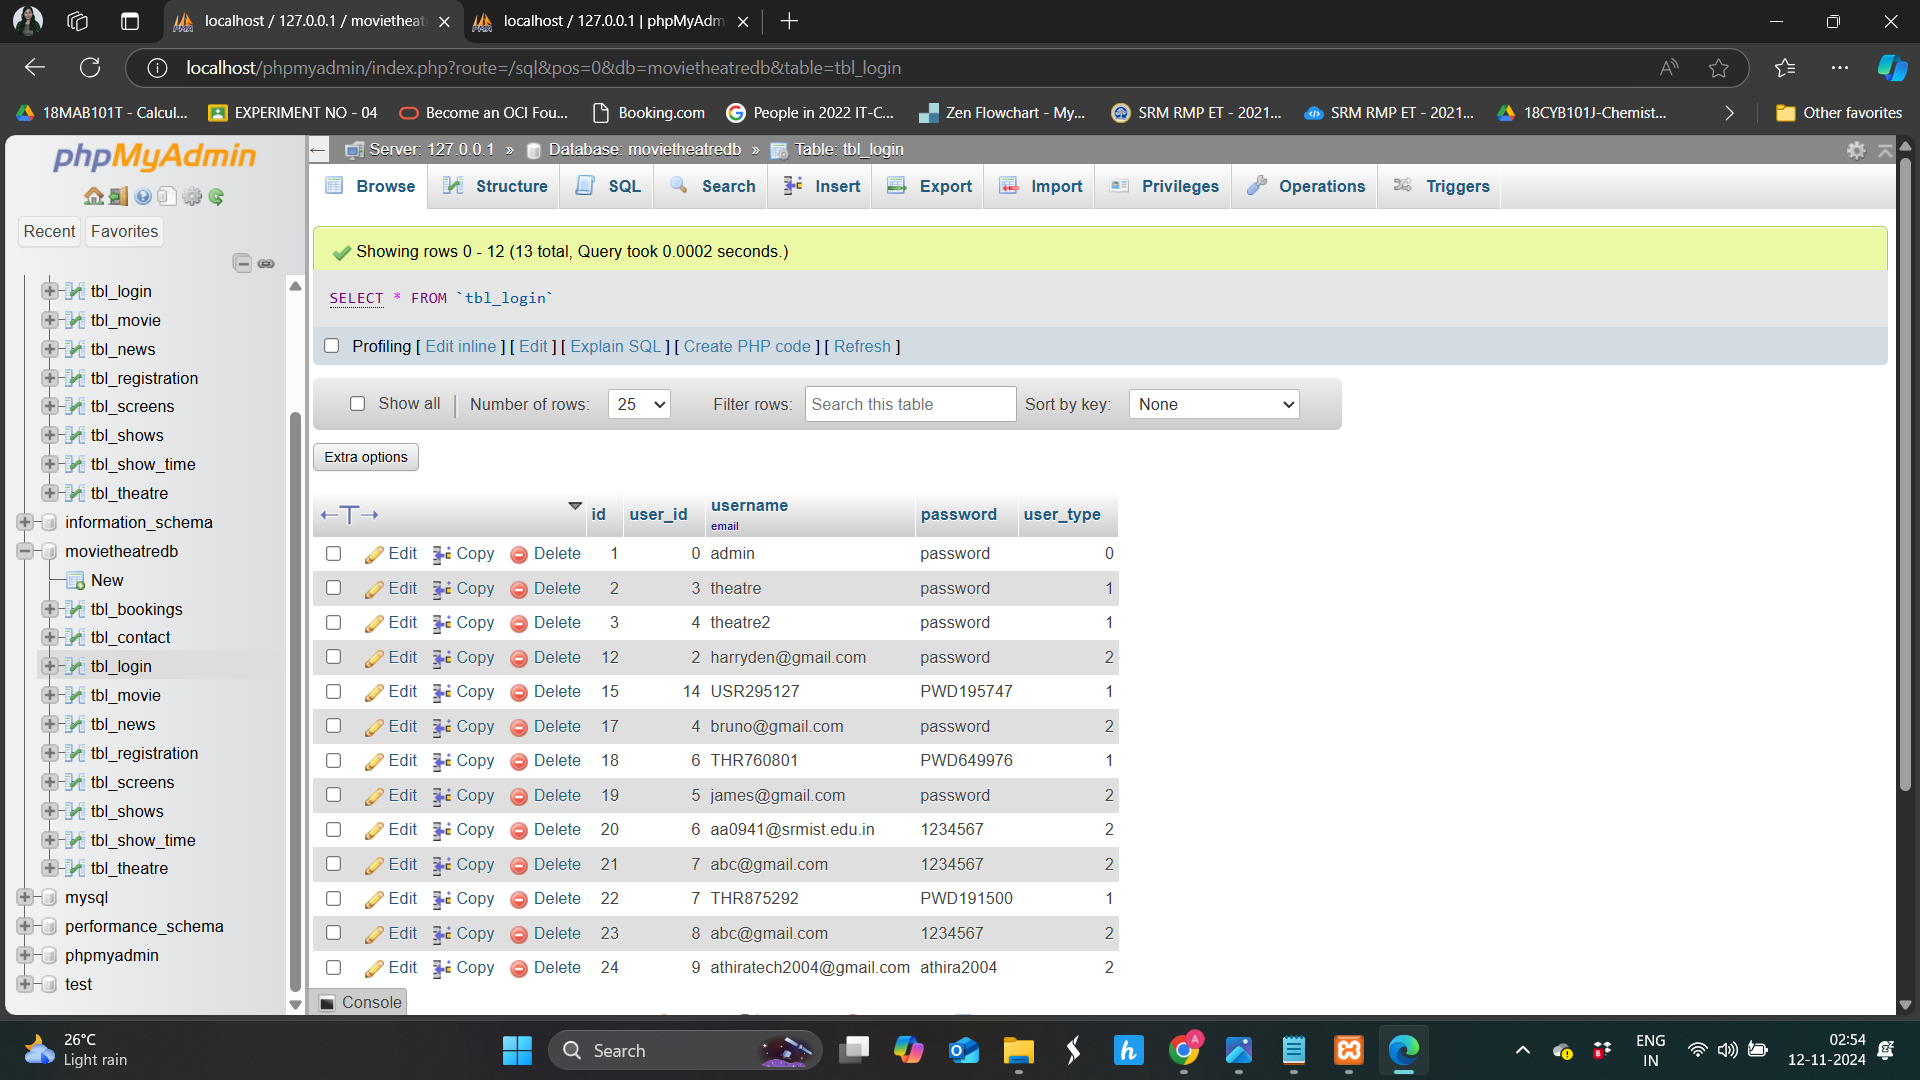 localhost / 127.0.0.1 / movietheat
localhost / 127.0.0.1 | phpMyAdm
localhost/phpmyadmin/index.php?route=/sql&pos=0&db=movietheatredb&table=tbl_login
18MAB101T - Calcul...
EXPERIMENT NO - 04
Become an OCI Fou...
Booking.com
People in 2022 IT-C...
Zen Flowchart - My...
SRM RMP ET - 2021...
SRM RMP ET - 2021...
18CYB101J-Chemist...
Other favorites
phpMyAdmin
Recent
Favorites
tbl_login
tbl_movie
tbl_news
tbl_registration
tbl_screens
tbl_shows
tbl_show_time
tbl_theatre
information_schema
movietheatredb
New
tbl_bookings
tbl_contact
tbl_login
tbl_movie
tbl_news
tbl_registration
tbl_screens
tbl_shows
tbl_show_time
tbl_theatre
mysql
performance_schema
phpmyadmin
test
Server: 127.0.0.1 » Database: movietheatredb » Table: tbl_login
Browse Structure SQL Search Insert Export Import Privileges Operations Triggers
Showing rows 0 - 12 (13 total, Query took 0.0002 seconds.)
SELECT * FROM `tbl_login`
Profiling [ Edit inline ] [ Edit ] [ Explain SQL ] [ Create PHP code ] [ Refresh ]
Show all Number of rows: 25 Filter rows: Search this table Sort by key: None
Extra options
id user_id username password user_type
email
Edit Copy Delete 1 0 admin password 0
Edit Copy Delete 2 3 theatre password 1
Edit Copy Delete 3 4 theatre2 password 1
Edit Copy Delete 12 2 harryden@gmail.com password 2
Edit Copy Delete 15 14 USR295127 PWD195747 1
Edit Copy Delete 17 4 bruno@gmail.com password 2
Edit Copy Delete 18 6 THR760801 PWD649976 1
Edit Copy Delete 19 5 james@gmail.com password 2
Edit Copy Delete 20 6 aa0941@srmist.edu.in 1234567 2
Edit Copy Delete 21 7 abc@gmail.com 1234567 2
Edit Copy Delete 22 7 THR875292 PWD191500 1
Edit Copy Delete 23 8 abc@gmail.com 1234567 2
Edit Copy Delete 24 9 athiratech2004@gmail.com athira2004 2
Console
26°C
Light rain
Search
ENG
IN
02:54
12-11-2024